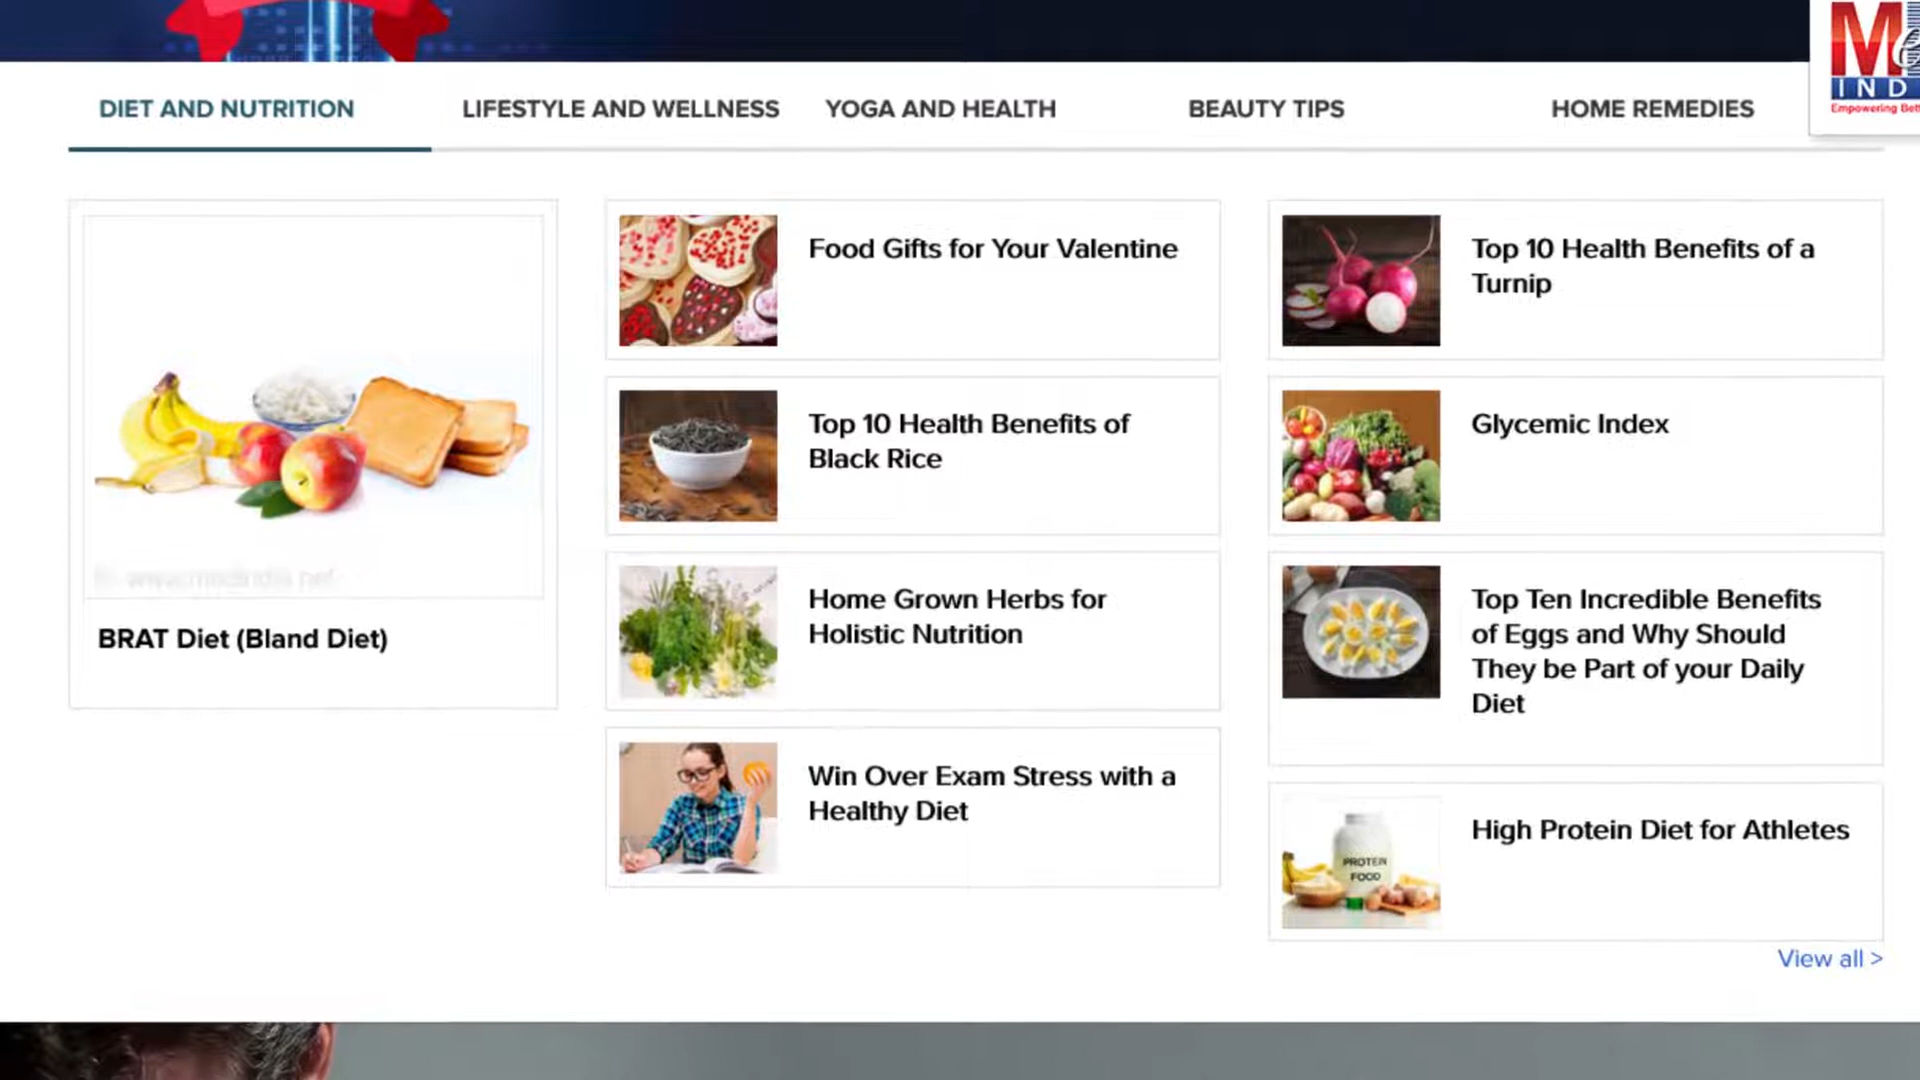 DIET AND NUTRITION
LIFESTYLE AND WELLNESS
YOGA AND HEALTH
BEAUTY TIPS
HOME REMEDIES
M
IND
Empowering
www.medindia.net
BRAT Diet (Bland Diet)
Food Gifts for Your Valentine
Top 10 Health Benefits of
Black Rice
Home Grown Herbs for
Holistic Nutrition
Win Over Exam Stress with a
Healthy Diet
Top 10 Health Benefits of a
Turnip
Glycemic Index
Top Ten Incredible Benefits
of Eggs and Why Should
They be Part of your Daily
Diet
PROTEIN
FOOD
High Protein Diet for Athletes
View all >